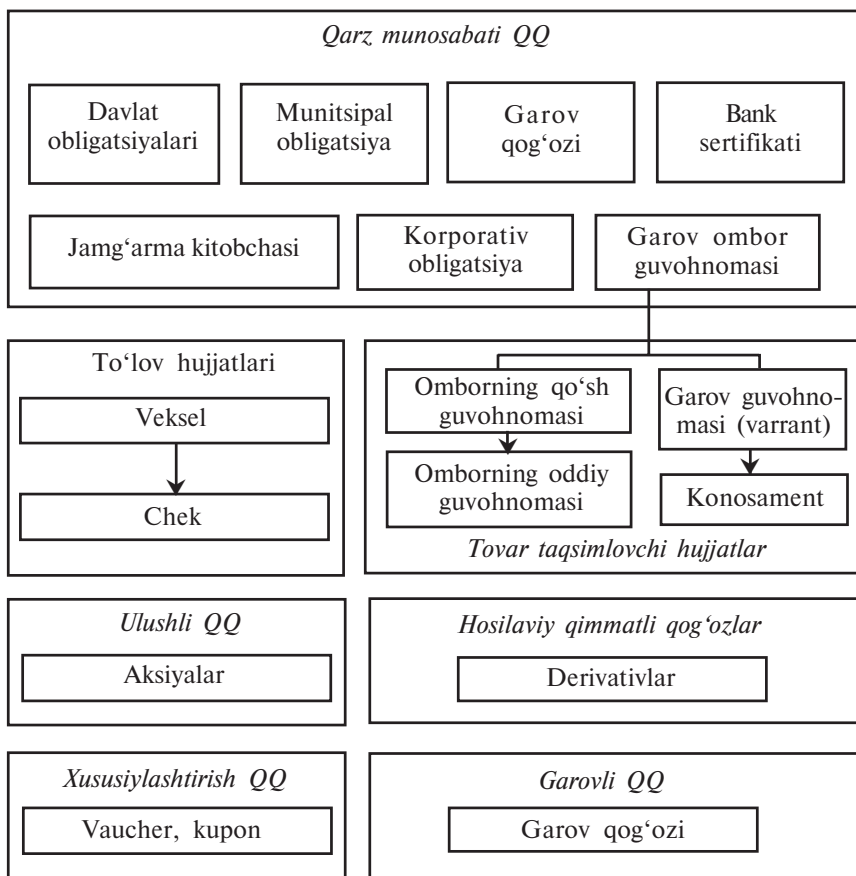 Qarz munosabati QQ
Davlat
obligatsiyalari
Munitsipal
obligatsiya
Garov
qog‘ozi
Bank
sertifikati
Jamg‘arma kitobchasi
Korporativ
obligatsiya
Garov ombor
guvohnomasi
To‘lov hujjatlari
Veksel
Chek
Omborning qo‘sh
guvohnomasi
Omborning oddiy
guvohnomasi
Garov guvohno-
masi (varrant)
Konosament
Tovar taqsimlovchi hujjatlar
Ulushli QQ
Aksiyalar
Hosilaviy qimmatli qog‘ozlar
Derivativlar
Xususiylashtirish QQ
Vaucher, kupon
Garovli QQ
Garov qog‘ozi